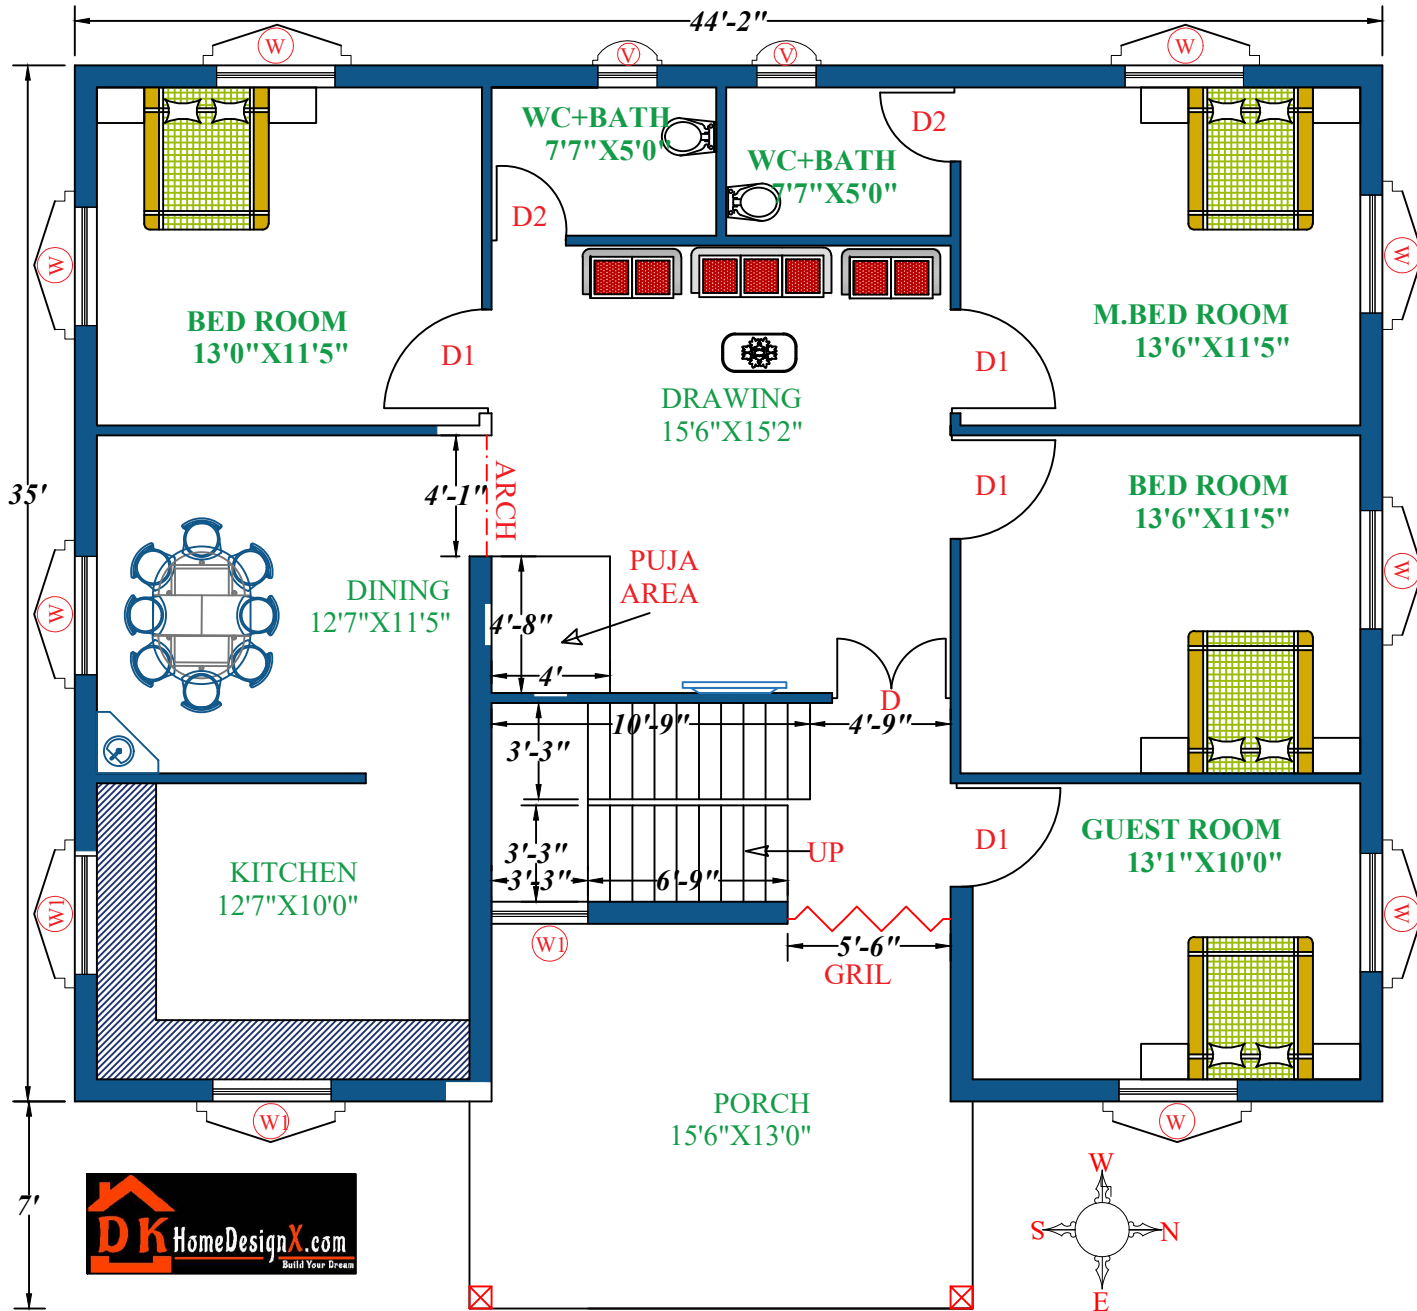 44'-2"
W
V
V
W
WC+BATH
7'7"X5'0"
D2
WC+BATH
7'7"X5'0"
D2
W
W
BED ROOM
13'0"X11'5"
D1
M.BED ROOM
13'6"X11'5"
D1
DRAWING
15'6"X15'2"
35'
4'-1"
ARCH
D1
BED ROOM
13'6"X11'5"
PUJA
AREA
W
W
DINING
12'7"X11'5"
4'-8"
4'
D
10'-9"
4'-9"
3'-3"
UP
D1
GUEST ROOM
13'1"X10'0"
3'-3"
3'-3"
6'-9"
KITCHEN
12'7"X10'0"
W1
W
W1
5'-6"
GRIL
PORCH
15'6"X13'0"
W1
W
7'
DK HomeDesignX.com
Build Your Dream
W
S
N
E